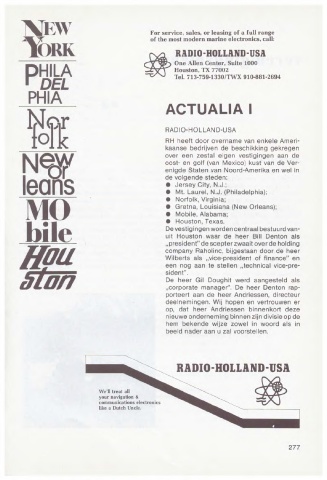 NEW
YORK
PHILA
DEL
PHIA
Nor
folk
New
or
leans
MO
bile
Hou
ston
For service, sales, or leasing of a full range
of the most modern marine electronics, call:
RADIO-HOLLAND-USA
One Allen Center, Suite 1000
Houston, TX 77002
Tel. 713-759-1330/TWX 910-881-2694
ACTUALIA I
RADIO-HOLLAND-USA
RH heeft door overname van enkele Ameri-
kaanse bedrijven de beschikking gekregen
over een zestal eigen vestigingen aan de
oost- en golf (van Mexico) kust van de Ver-
enigde Staten van Noord-Amerika en wel in
de volgende steden:
● Jersey City, N.J.;
● Mt. Laurel, N.J. (Philadelphia);
● Norfolk, Virginia;
● Gretna, Louisiana (New Orleans);
● Mobile, Alabama;
● Houston, Texas.
De vestigingen worden centraal bestuurd van-
uit Houston waar de heer Bill Denton als
„president” de scepter zwaait over de holding
company Raholinc, bijgestaan door de heer
Wilberts als „vice-president of finance” en
een nog aan te stellen „technical vice-pre-
sident”.
De heer Gil Doughit werd aangesteld als
„corporate manager”. De heer Denton rap-
porteert aan de heer Andriessen, directeur
deelnemingen. Wij hopen en vertrouwen er
op, dat heer Andriessen binnenkort deze
nieuwe onderneming binnen zijn divisie op de
hem bekende wijze zowel in woord als in
beeld nader aan u zal voorstellen.
RADIO-HOLLAND-USA
We'll treat all
your navigation &
communications electronics
like a Dutch Uncle.
277